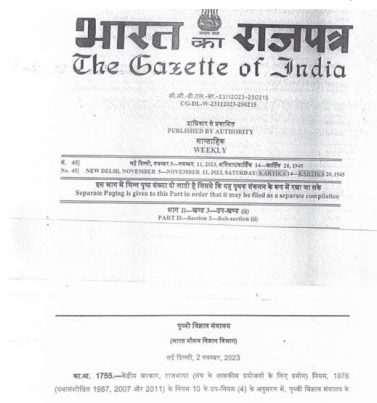 भारत का राजपत्र
The Gazette of India
सी.जी.-डी.एल.-सा.-23112023-250215
CG-DL-W-23112023-250215
प्राधिकार से प्रकाशित
PUBLISHED BY AUTHORITY
साप्ताहिक
WEEKLY
सं. 45] नई दिल्ली, नवम्बर 5—नवम्बर 11, 2023, शनिवार/कार्तिक 14—कार्तिक 20, 1945
No. 45] NEW DELHI, NOVEMBER 5—NOVEMBER 11, 2023, SATURDAY/KARTIKA 14—KARTIKA 20, 1945
इस भाग में भिन्न पृष्ठ संख्या दी जाती है जिससे कि यह पृथक संकलन के रूप में रखा जा सके
Separate Paging is given to this Part in order that it may be filed as a separate compilation
भाग II—खण्ड 3—उप-खण्ड (ii)
PART II—Section 3—Sub-section (ii)
पृथ्वी विज्ञान मंत्रालय
(भारत मौसम विज्ञान विभाग)
नई दिल्ली, 2 नवम्बर, 2023
का.आ. 1755.—केंद्रीय सरकार, राजभाषा (संघ के शासकीय प्रयोजनों के लिए प्रयोग) नियम, 1976
(यथासंशोधित 1987, 2007 और 2011) के नियम 10 के उप-नियम (4) के अनुसरण में, पृथ्वी विज्ञान मंत्रालय के